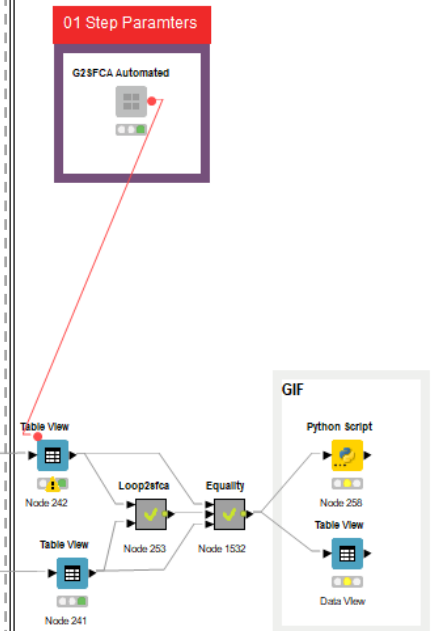 01 Step Paramters
G2SFCA Automated
GIF
Table View
Python Script
Loop2sfca
Equality
Node 242
Node 258
Table View
Table View
Node 253
Node 1532
Data View
Node 241